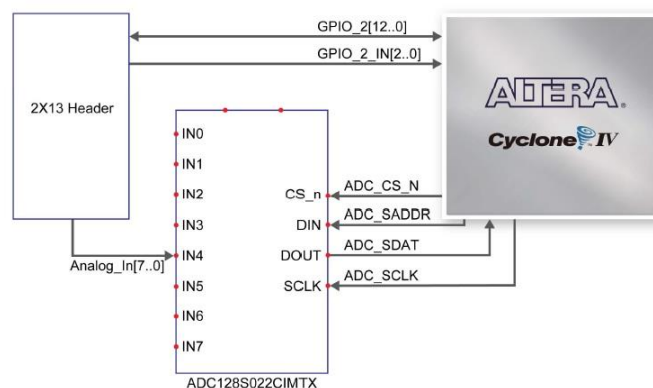 GPIO_2[12..0]
GPIO_2_IN[2..0]
2X13 Header
ALTERA®
Cyclone IV
IN0
IN1
IN2
IN3
IN4
IN5
IN6
IN7
CS_n
DIN
DOUT
SCLK
ADC_CS_N
ADC_SADDR
ADC_SDAT
ADC_SCLK
Analog_In[7..0]
ADC128S022CIMTX